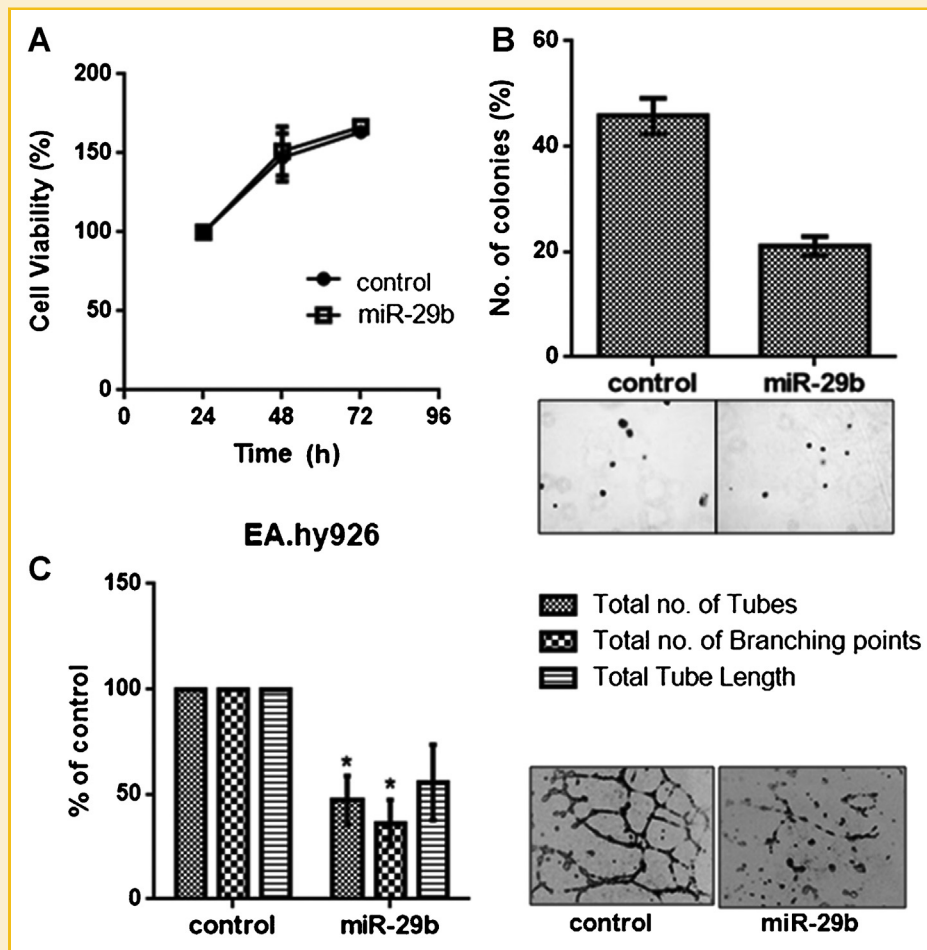 A
200
150
100
50
0
Cell Viability (%)
control
miR-29b
0 24 48 72 96
Time (h)
B
60
40
20
0
No. of colonies (%)
control miR-29b
EA.hy926
C
150
100
50
0
% of control
* *
control miR-29b
Total no. of Tubes
Total no. of Branching points
Total Tube Length
control miR-29b